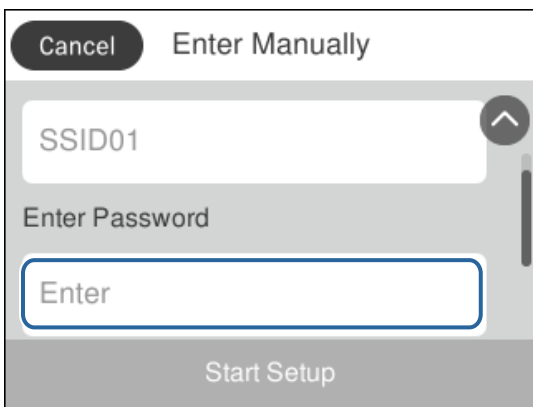 Cancel Enter Manually
SSID01
Enter Password
Enter
Start Setup